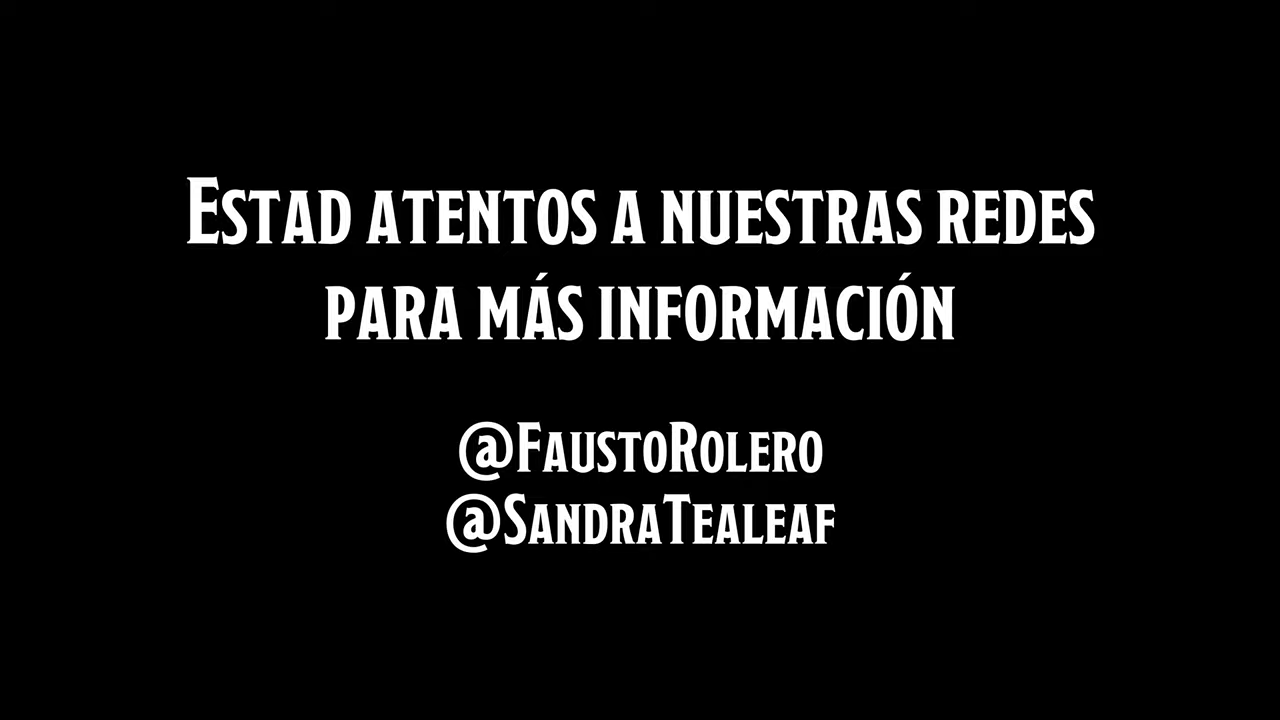 Estad atentos a nuestras redes
para más información
@FaustoRolero
@SandraTealeaf